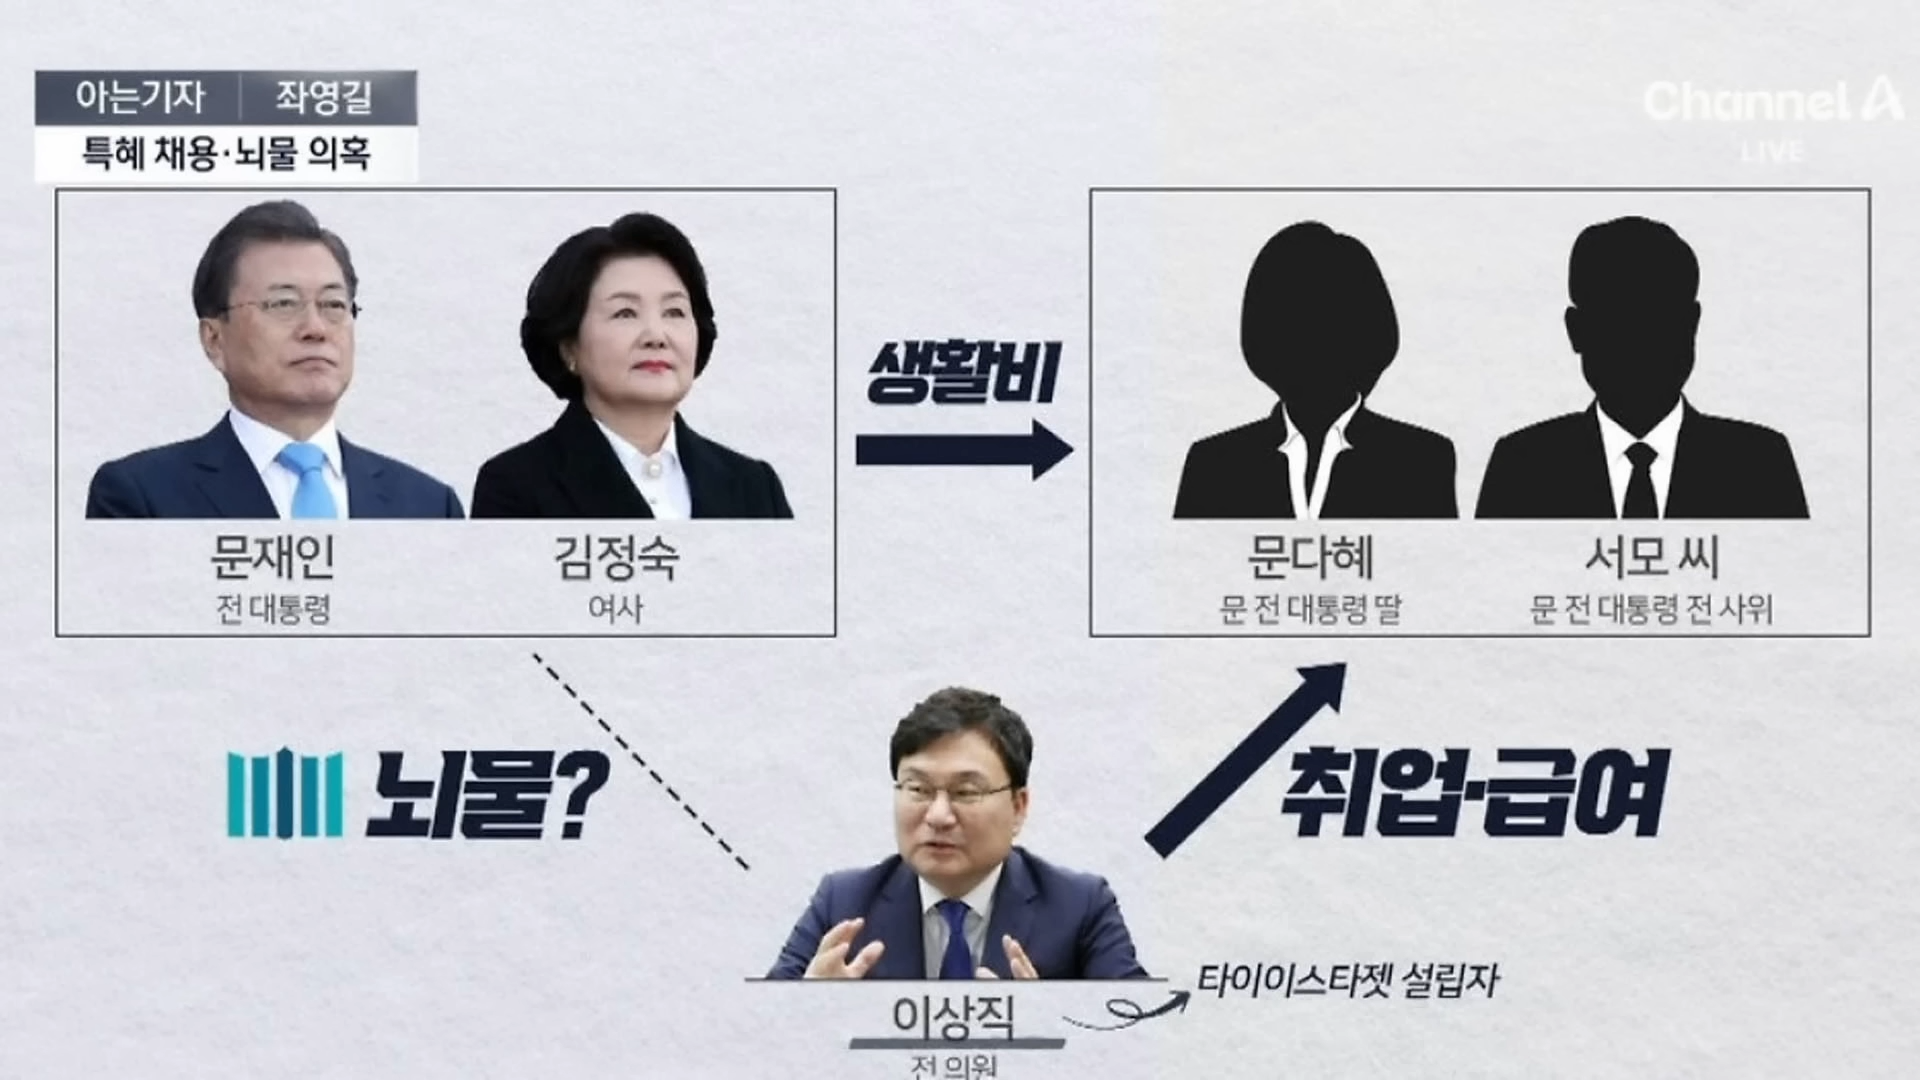 아는기자 좌영길
특혜 채용·뇌물 의혹
Channel A
LIVE
생활비
문재인
전 대통령
김정숙
여사
문다혜
문 전 대통령 딸
서모 씨
문 전 대통령 전 사위
뇌물?
취업·급여
타이이스타젯 설립자
이상직
전 의원